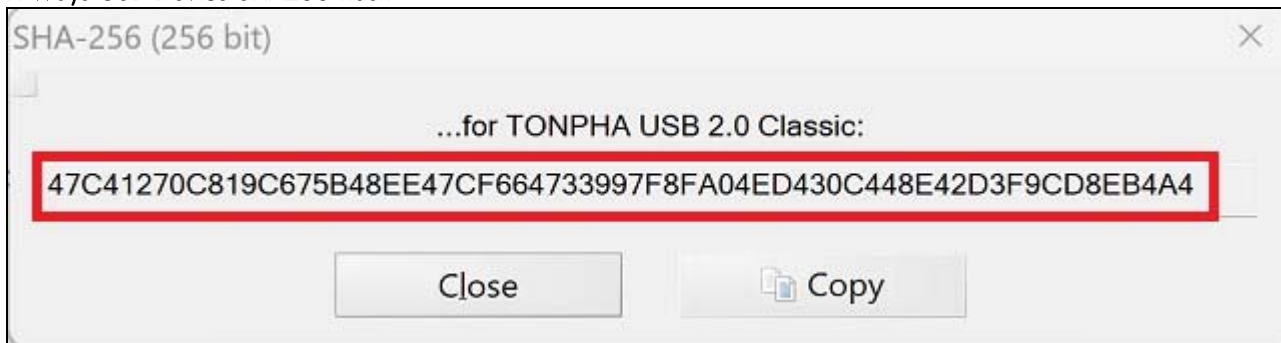 SHA-256 (256 bit)
...for TONPHA USB 2.0 Classic:
47C41270C819C675B48EE47CF664733997F8FA04ED430C448E42D3F9CD8EB4A4
Close
Copy